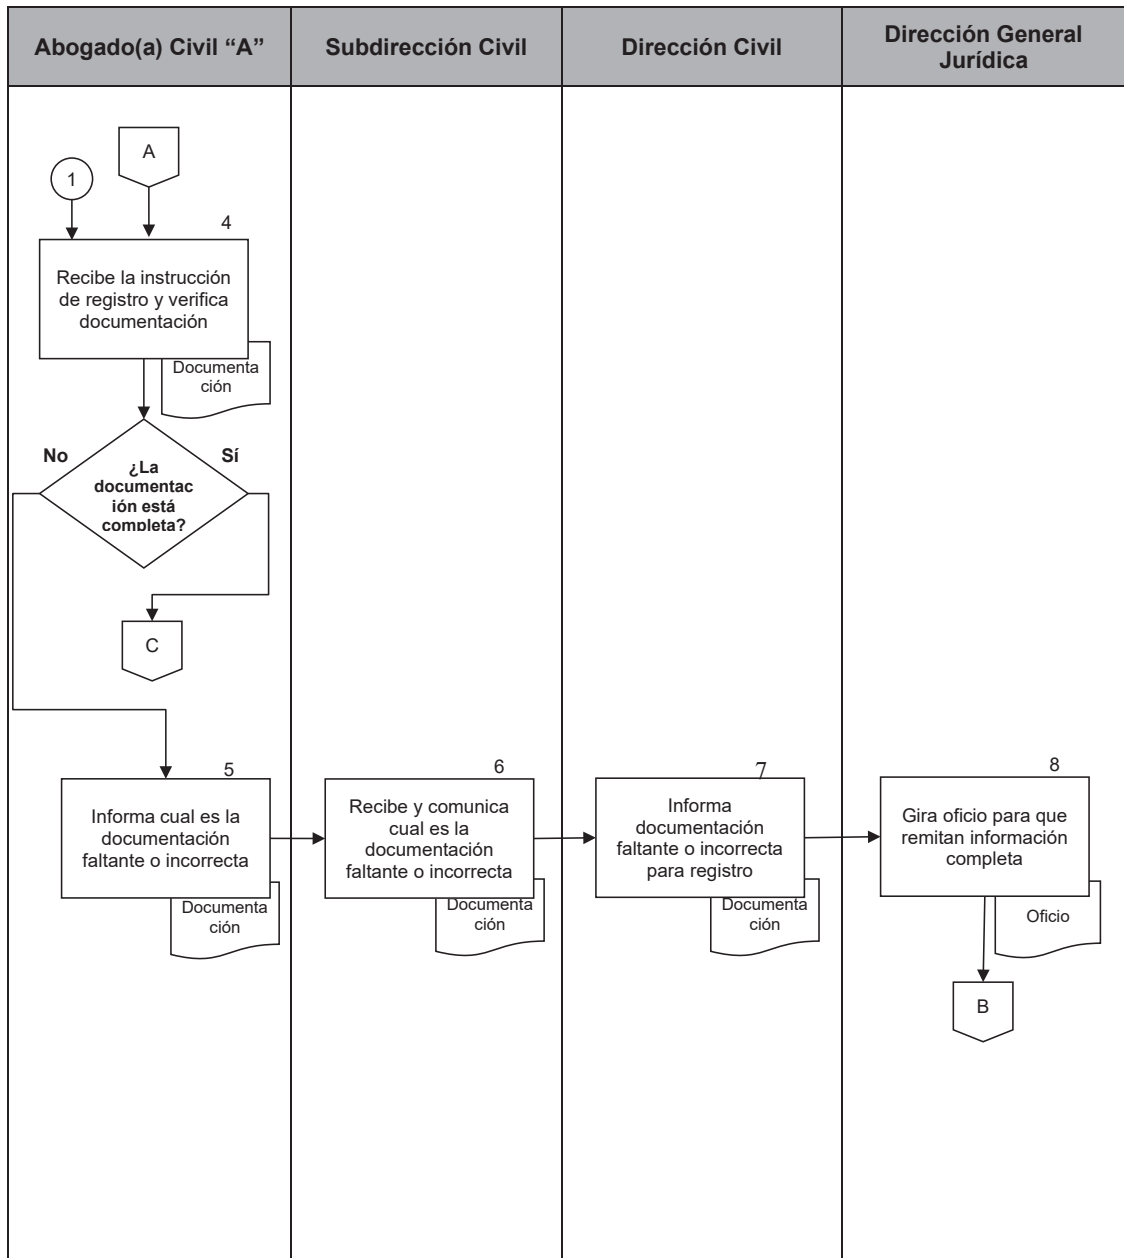 Abogado(a) Civil “A”
Subdirección Civil
Dirección Civil
Dirección General
Jurídica
A
1
4
Recibe la instrucción
de registro y verifica
documentación
Documenta
ción
No
Sí
¿La
documentac
ión está
completa?
C
5
Informa cual es la
documentación
faltante o incorrecta
Documenta
ción
6
Recibe y comunica
cual es la
documentación
faltante o incorrecta
Documenta
ción
7
Informa
documentación
faltante o incorrecta
para registro
Documenta
ción
8
Gira oficio para que
remitan información
completa
Oficio
B